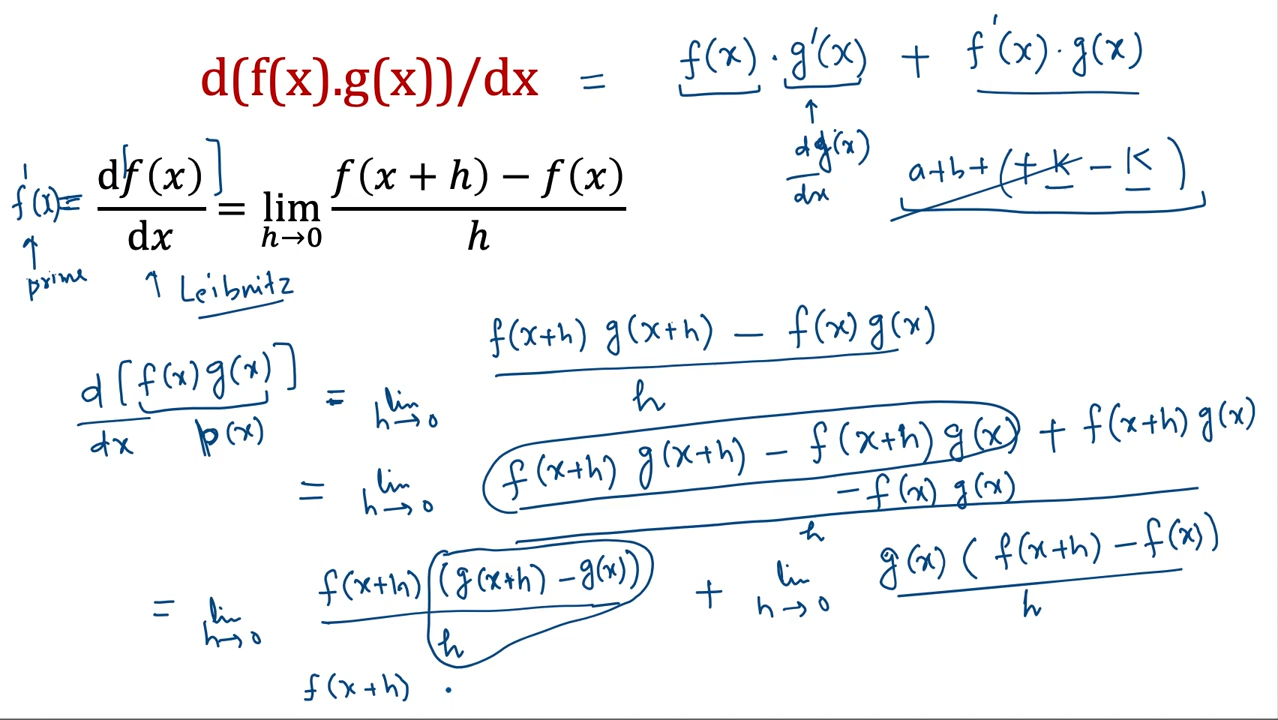 d(f(x).g(x))/dx = f(x) · g'(x) + f'(x) · g(x)
dg(x)/dx
a+b+(+k - k)
f'(x) = d[f(x)]/dx = lim h→0 (f(x + h) − f(x))/h
prime
Leibnitz
d[f(x) g(x)]/dx = lim h→0 (f(x+h) g(x+h) − f(x) g(x))/h
p(x)
= lim h→0 (f(x+h) g(x+h) − f(x+h) g(x) + f(x+h) g(x) − f(x) g(x))/h
= lim h→0 f(x+h) (g(x+h) − g(x))/h + lim h→0 g(x) (f(x+h) − f(x))/h
f(x+h) ·